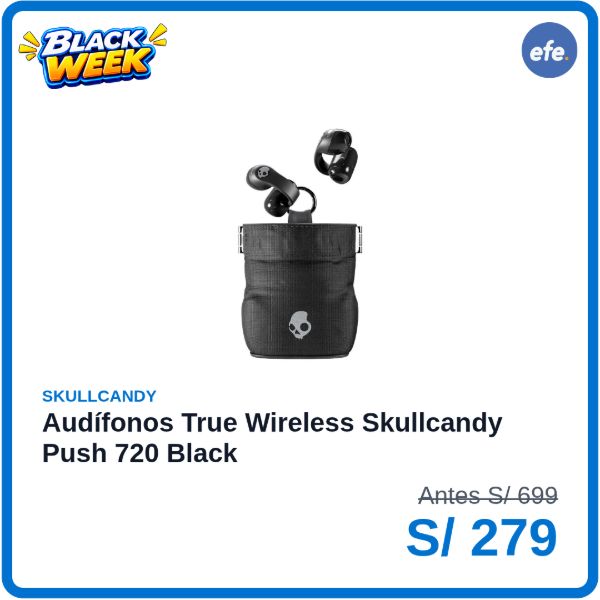 BLACK
WEEK
efe.
SKULLCANDY
Audífonos True Wireless Skullcandy
Push 720 Black
Antes S/ 699
S/ 279